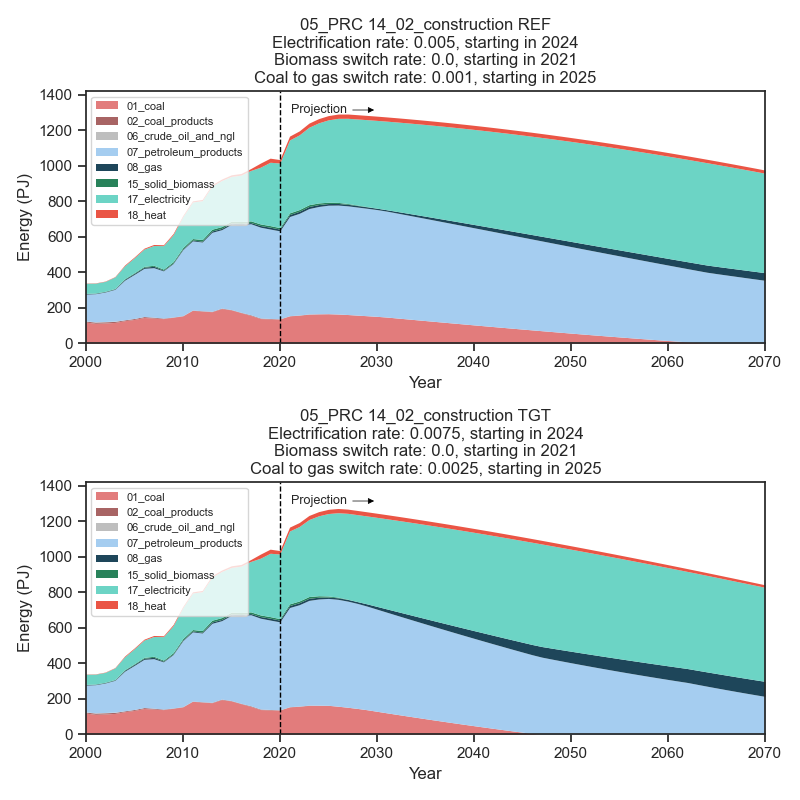 05_PRC 14_02_construction REF
Electrification rate: 0.005, starting in 2024
Biomass switch rate: 0.0, starting in 2021
Coal to gas switch rate: 0.001, starting in 2025
1400
1200
1000
800
600
400
200
0
Energy (PJ)
01_coal
02_coal_products
06_crude_oil_and_ngl
07_petroleum_products
08_gas
15_solid_biomass
17_electricity
18_heat
Projection
2000 2010 2020 2030 2040 2050 2060 2070
Year
05_PRC 14_02_construction TGT
Electrification rate: 0.0075, starting in 2024
Biomass switch rate: 0.0, starting in 2021
Coal to gas switch rate: 0.0025, starting in 2025
1400
1200
1000
800
600
400
200
0
Energy (PJ)
01_coal
02_coal_products
06_crude_oil_and_ngl
07_petroleum_products
08_gas
15_solid_biomass
17_electricity
18_heat
Projection
2000 2010 2020 2030 2040 2050 2060 2070
Year